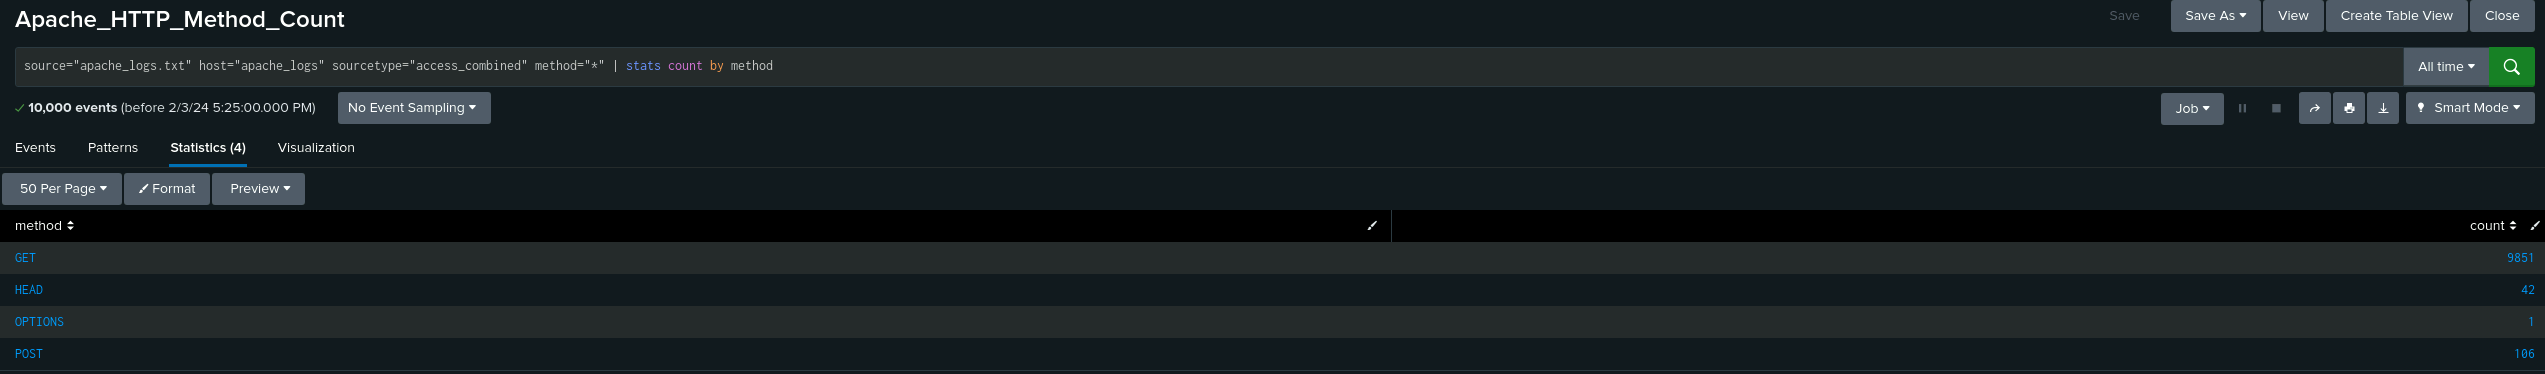 Apache_HTTP_Method_Count
Save Save As View Create Table View Close
source="apache_logs.txt" host="apache_logs" sourcetype="access_combined" method="*" | stats count by method
All time
10,000 events (before 2/3/24 5:25:00.000 PM) No Event Sampling Job Smart Mode
Events Patterns Statistics (4) Visualization
50 Per Page Format Preview
method count
GET 9851
HEAD 42
OPTIONS 1
POST 106